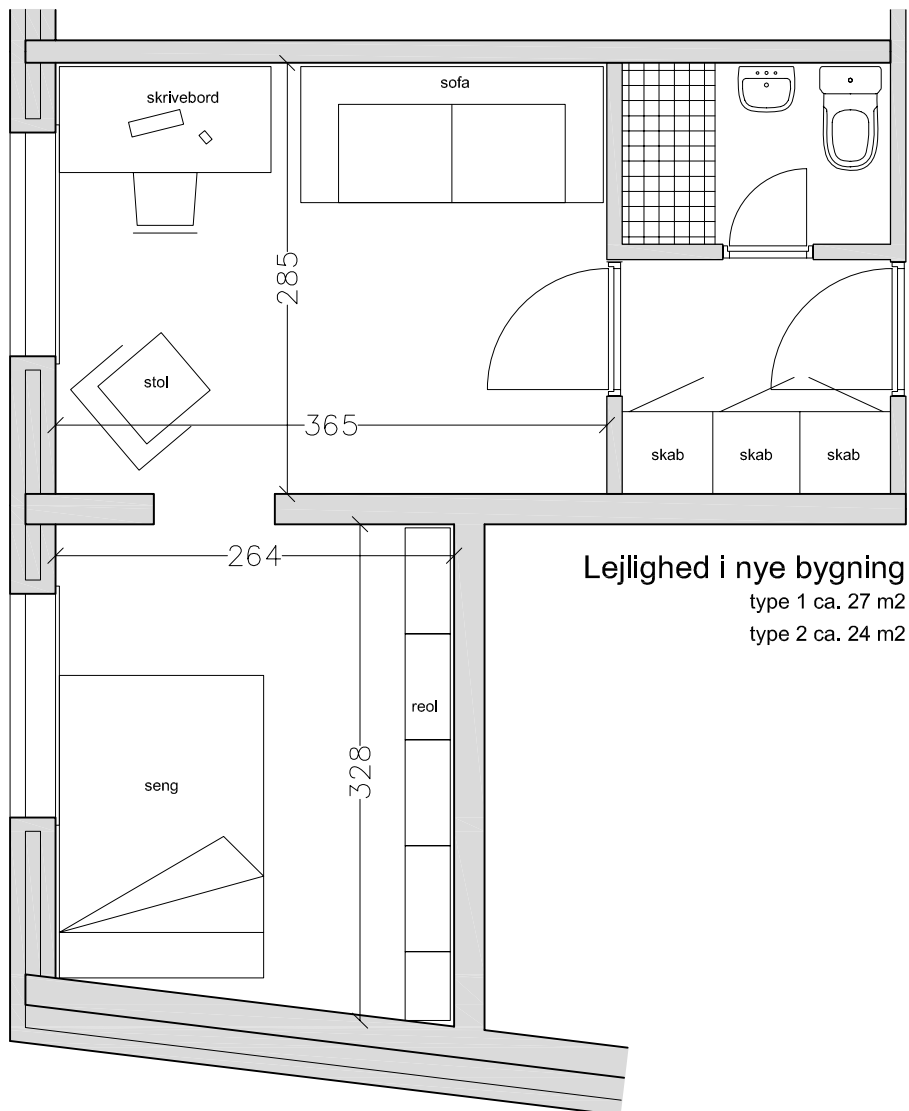 skrivebord
sofa
285
stol
365
skab
skab
skab
264
Lejlighed i nye bygning
type 1 ca. 27 m2
type 2 ca. 24 m2
reol
328
seng